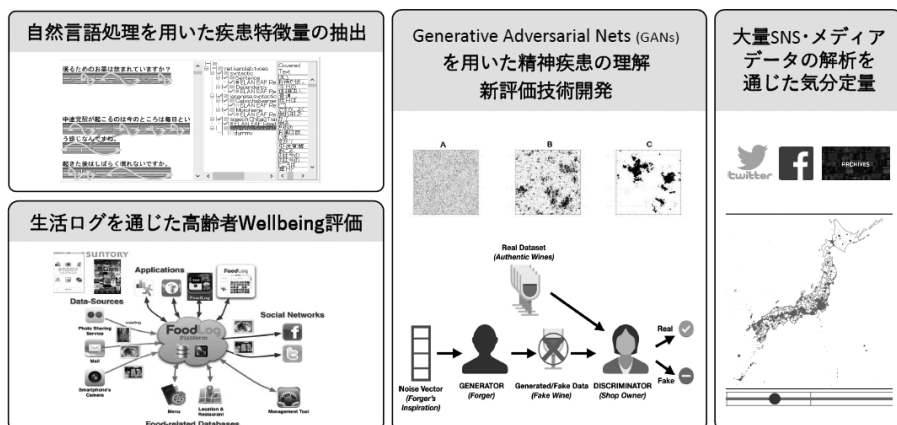 自然言語処理を用いた疾患特徴量の抽出
眠るためのお薬は飲まれていますか？
中途覚醒が起こるのは今のところは毎日とい
う感じなんですね。
起きた後はしばらく眠れないですか。
Covered
Text
syntactic
Sentence
Dependency
dummy
生活ログを通じた高齢者Wellbeing評価
SUNTORY
Applications
FoodLog
Data-Sources
Social Networks
Photo Sharing
Service
FoodLog
Platform
Mail
Smartphone's
Camera
Menu
Location &
Restaurant
Management Tool
Food-related Databases
Generative Adversarial Nets (GANs)
を用いた精神疾患の理解
新評価技術開発
A
B
C
Real Dataset
(Authentic Wines)
Real
Fake
Noise Vector
(Forger's
Inspiration)
GENERATOR
(Forger)
Generated/Fake Data
(Fake Wine)
DISCRIMINATOR
(Shop Owner)
大量SNS・メディア
データの解析を
通じた気分定量
twitter
ARCHIVES